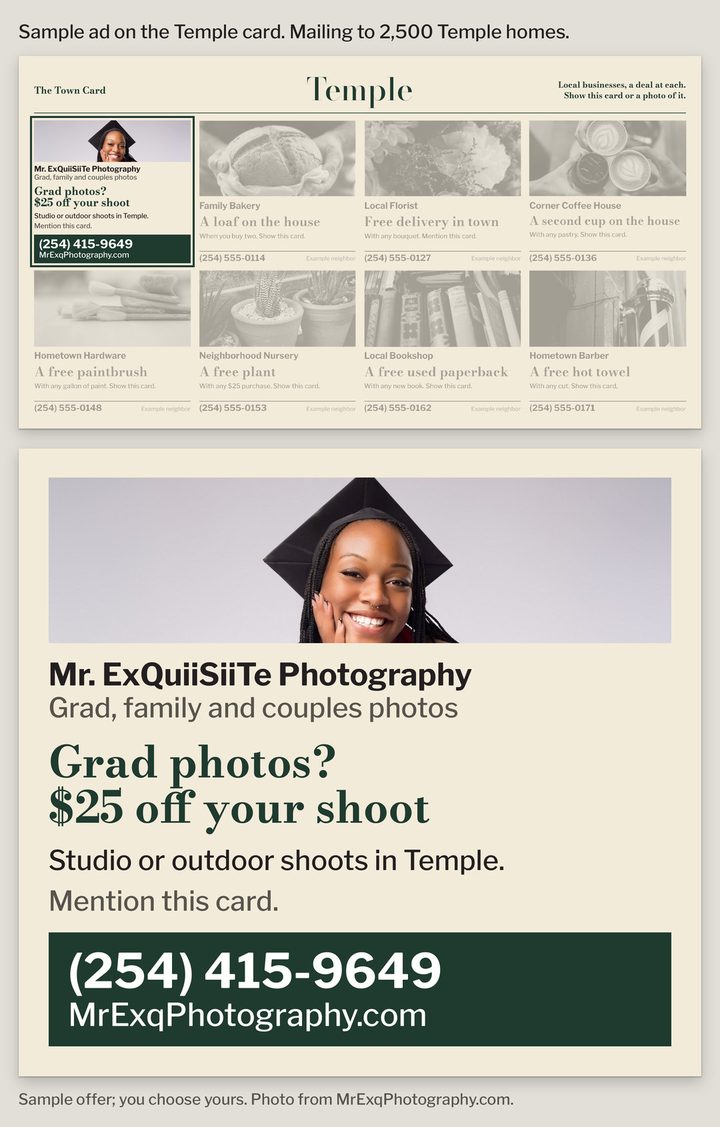 Sample ad on the Temple card. Mailing to 2,500 Temple homes.
The Town Card
Temple
Local businesses, a deal at each.
Show this card or a photo of it.
Mr. ExQuiiSiiTe Photography
Grad, family and couples photos
Grad photos?
$25 off your shoot
Studio or outdoor shoots in Temple.
Mention this card.
(254) 415-9649
MrExqPhotography.com
Family Bakery
A loaf on the house
When you buy two. Show this card.
(254) 555-0114 Example neighbor
Local Florist
Free delivery in town
With any bouquet. Mention this card.
(254) 555-0127 Example neighbor
Corner Coffee House
A second cup on the house
With any pastry. Show this card.
(254) 555-0136 Example neighbor
Hometown Hardware
A free paintbrush
With any gallon of paint. Show this card.
(254) 555-0148 Example neighbor
Neighborhood Nursery
A free plant
With any $25 purchase. Show this card.
(254) 555-0153 Example neighbor
Local Bookshop
A free used paperback
With any new book. Show this card.
(254) 555-0162 Example neighbor
Hometown Barber
A free hot towel
With any cut. Show this card.
(254) 555-0171 Example neighbor
Mr. ExQuiiSiiTe Photography
Grad, family and couples photos
Grad photos?
$25 off your shoot
Studio or outdoor shoots in Temple.
Mention this card.
(254) 415-9649
MrExqPhotography.com
Sample offer; you choose yours. Photo from MrExqPhotography.com.